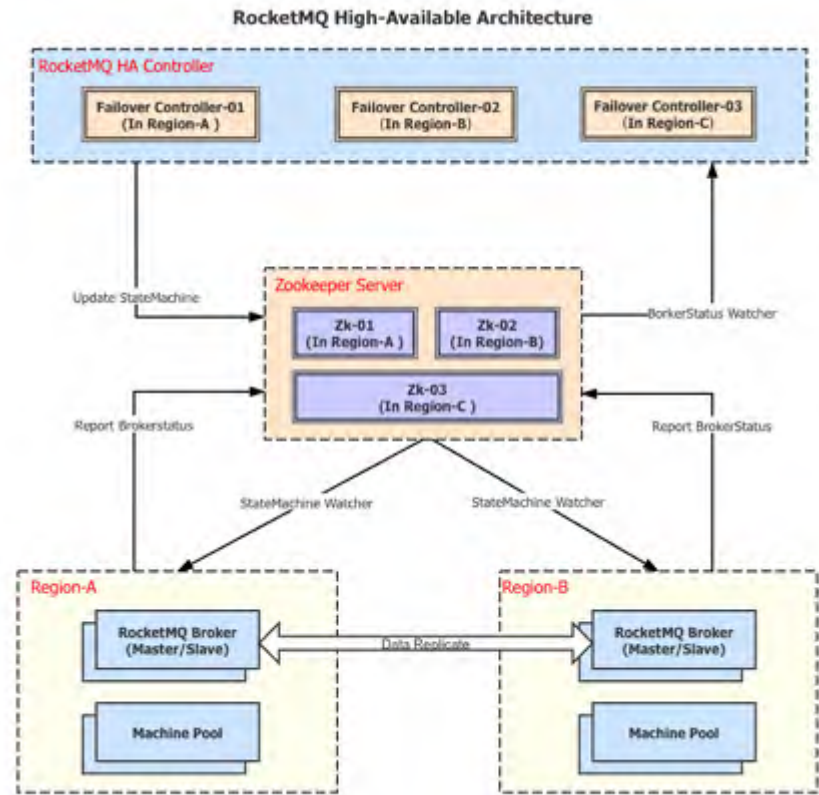 RocketMQ High-Available Architecture
RocketMQ HA Controller
Failover Controller-01
(In Region-A )
Failover Controller-02
(In Region-B)
Failover Controller-03
(In Region-C)
Update StateMachine
Zookeeper Server
Zk-01
(In Region-A )
Zk-02
(In Region-B)
Zk-03
(In Region-C )
BorkerStatus Watcher
Report Brokerstatus
Report BrokerStatus
StateMachine Watcher
StateMachine Watcher
Region-A
RocketMQ Broker
(Master/Slave)
Machine Pool
Data Replicate
Region-B
RocketMQ Broker
(Master/Slave)
Machine Pool